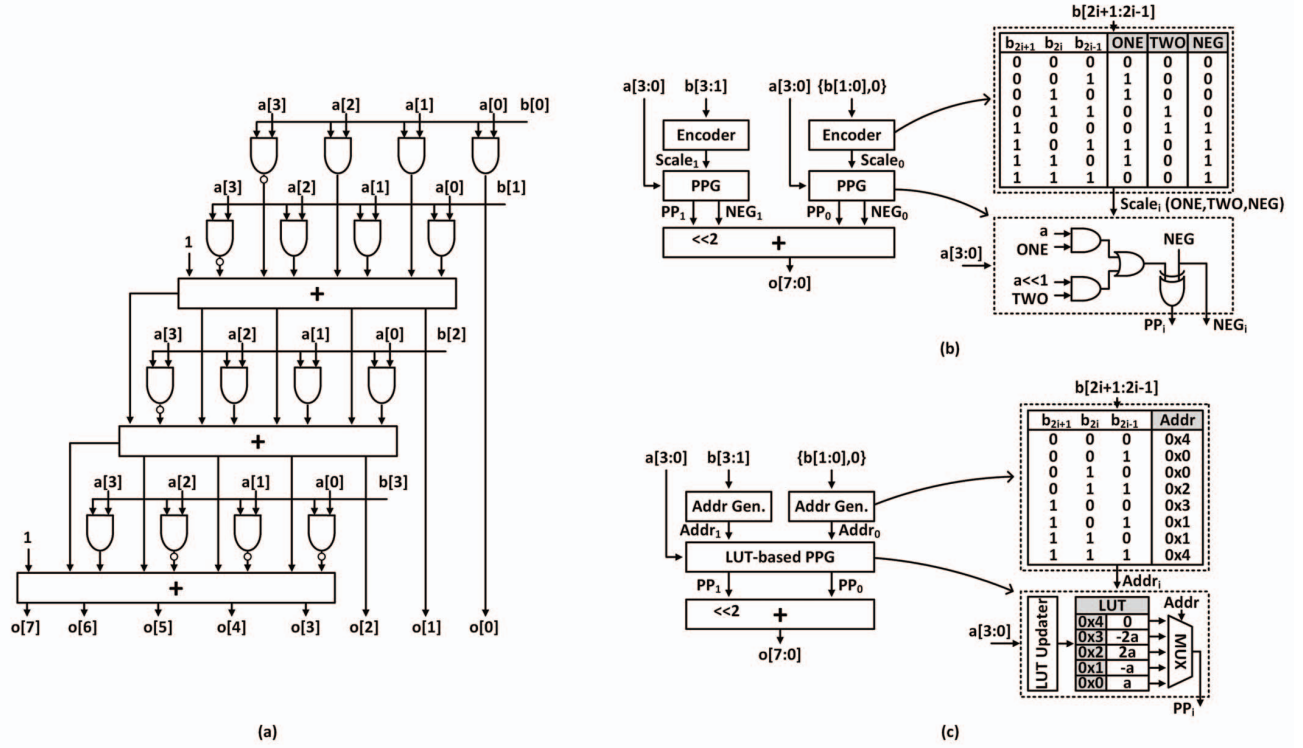 a[3] a[2] a[1] a[0] b[0]
a[3] a[2] a[1] a[0] b[1]
1
+
a[3] a[2] a[1] a[0] b[2]
+
a[3] a[2] a[1] a[0] b[3]
1
+
o[7] o[6] o[5] o[4] o[3] o[2] o[1] o[0]
(a)
b[2i+1:2i-1]
b2i+1 b2i b2i-1 ONE TWO NEG
0 0 0 0 0 0
0 0 1 1 0 0
0 1 0 1 0 0
0 1 1 0 1 0
1 0 0 0 1 1
1 0 1 1 0 1
1 1 0 1 0 1
1 1 1 0 0 1
a[3:0] b[3:1] a[3:0] {b[1:0],0}
Encoder Encoder
Scale1 Scale0
PPG PPG
PP1 NEG1 PP0 NEG0
<<2 +
o[7:0]
Scalei (ONE,TWO,NEG)
a[3:0]
a
ONE
NEG
a<<1
TWO
PPi NEGi
(b)
b[2i+1:2i-1]
b2i+1 b2i b2i-1 Addr
0 0 0 0x4
0 0 1 0x0
0 1 0 0x0
0 1 1 0x2
1 0 0 0x3
1 0 1 0x1
1 1 0 0x1
1 1 1 0x4
a[3:0] b[3:1] {b[1:0],0}
Addr Gen. Addr Gen.
Addr1 Addr0
LUT-based PPG
PP1 PP0
<<2 +
o[7:0]
Addri
a[3:0]
LUT Updater
LUT
0x4 0
0x3 -2a
0x2 2a
0x1 -a
0x0 a
Addr
MUX
PPi
(c)